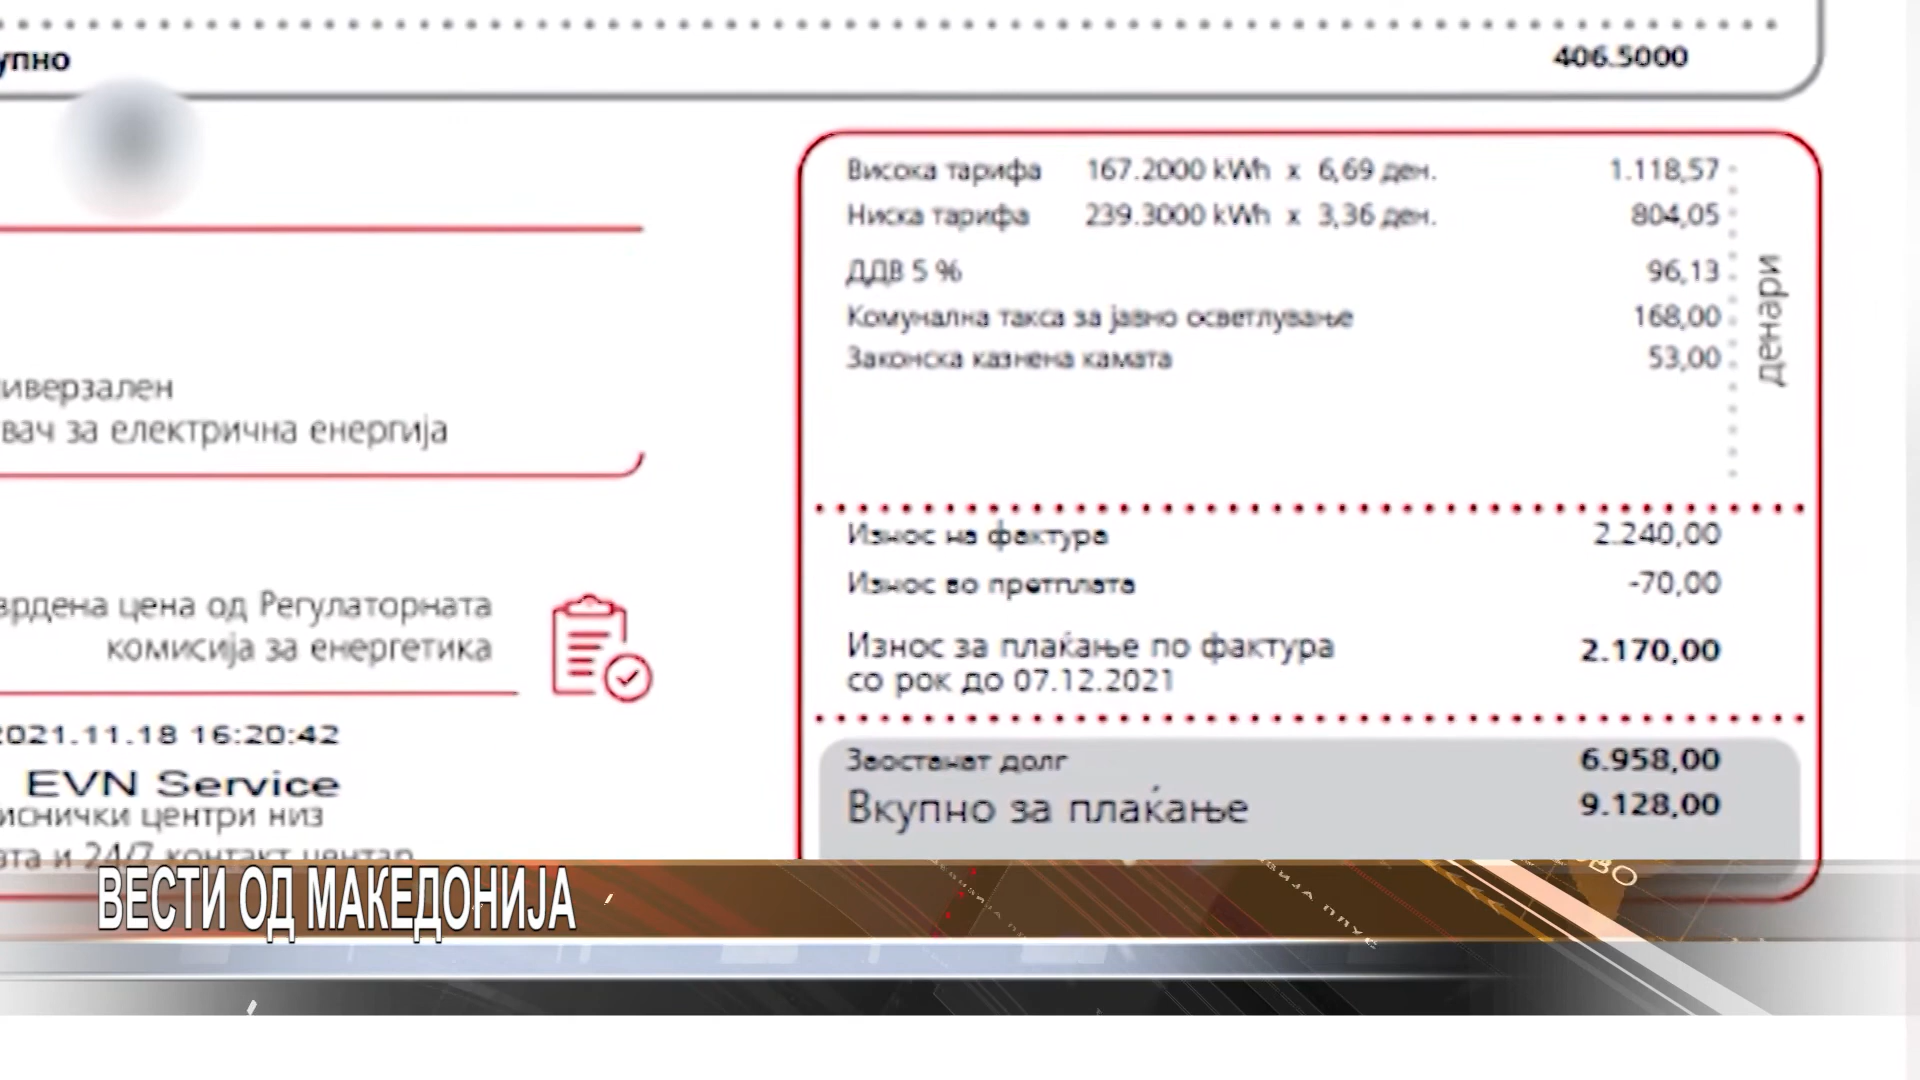 упно 406.5000
Висока тарифа 167.2000 kWh x 6,69 ден. 1.118,57
Ниска тарифа 239.3000 kWh x 3,36 ден. 804,05
ДДВ 5 % 96,13
Комунална такса за јавно осветлување 168,00
Законска казнена камата 53,00
денари
иверзален
вач за електрична енергија
Износ на фактура 2.240,00
Износ во претплата -70,00
Износ за плаќање по фактура 2.170,00
со рок до 07.12.2021
врдена цена од Регулаторната
комисија за енергетика
2021.11.18 16:20:42
EVN Service
иснички центри низ
ата и 24/7 контакт центар
Заостанат долг 6.958,00
Вкупно за плаќање 9.128,00
ВЕСТИ ОД МАКЕДОНИЈА